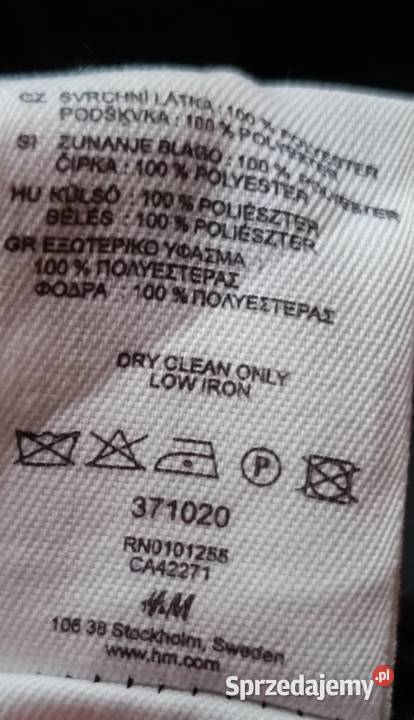 CZ SVRCHNÍ LÁTKA : 100 % POLYESTER
PODŠKVKA : 100 % POLYESTER
SI ZUNANJE BLAGO : 100 % POLYESTER
ČIPKA : 100 % POLYESTER
HU KÜLSŐ : 100 % POLIÉSZTER
BÉLÉS : 100 % POLIÉSZTER
GR ΕΞΩΤΕΡΙΚΟ ΥΦΑΣΜΑ
100 % ΠΟΛΥΕΣΤΕΡΑΣ
ΦΟΔΡΑ : 100 % ΠΟΛΥΕΣΤΕΡΑΣ
DRY CLEAN ONLY
LOW IRON
P
371020
RN0101255
CA42271
H&M
106 38 Stockholm, Sweden
www.hm.com
Sprzedajemy.pl